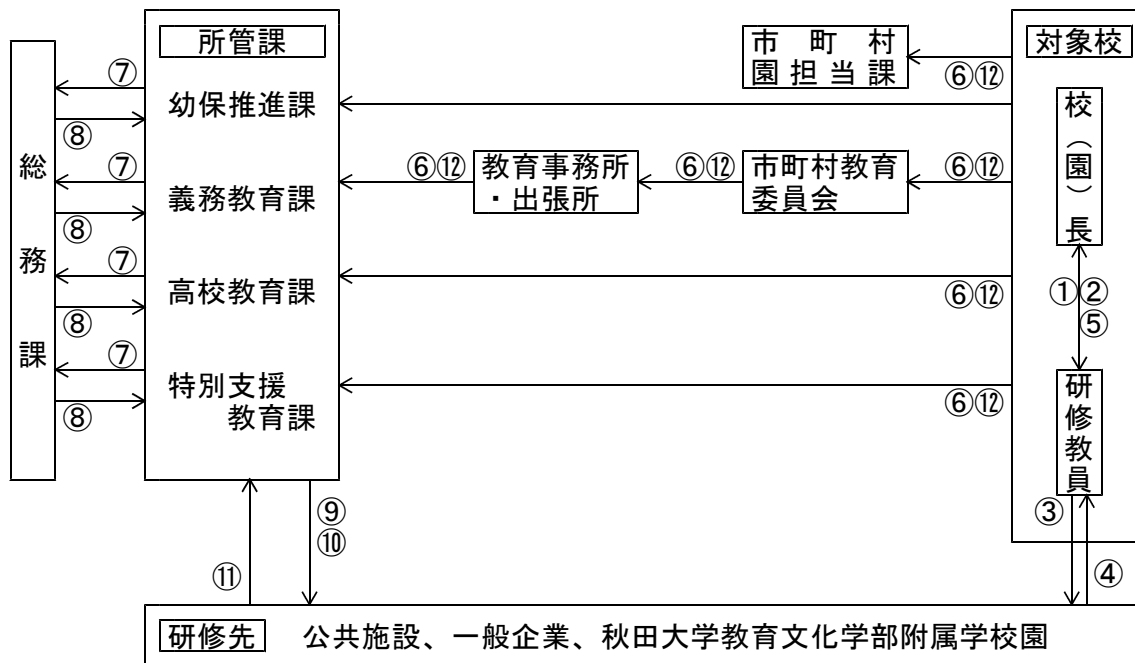 所管課
市町村
園担当課
対象校
⑦
⑥⑫
幼保推進課
校（園）長
⑧
総務課
⑦
⑥⑫
教育事務所
・出張所
⑥⑫
市町村教育
委員会
⑥⑫
義務教育課
⑧
⑦
高校教育課
⑥⑫
①②
⑤
⑧
⑦
特別支援
教育課
⑥⑫
⑧
研修教員
⑨
⑩
③
⑪
④
研修先 公共施設、一般企業、秋田大学教育文化学部附属学校園